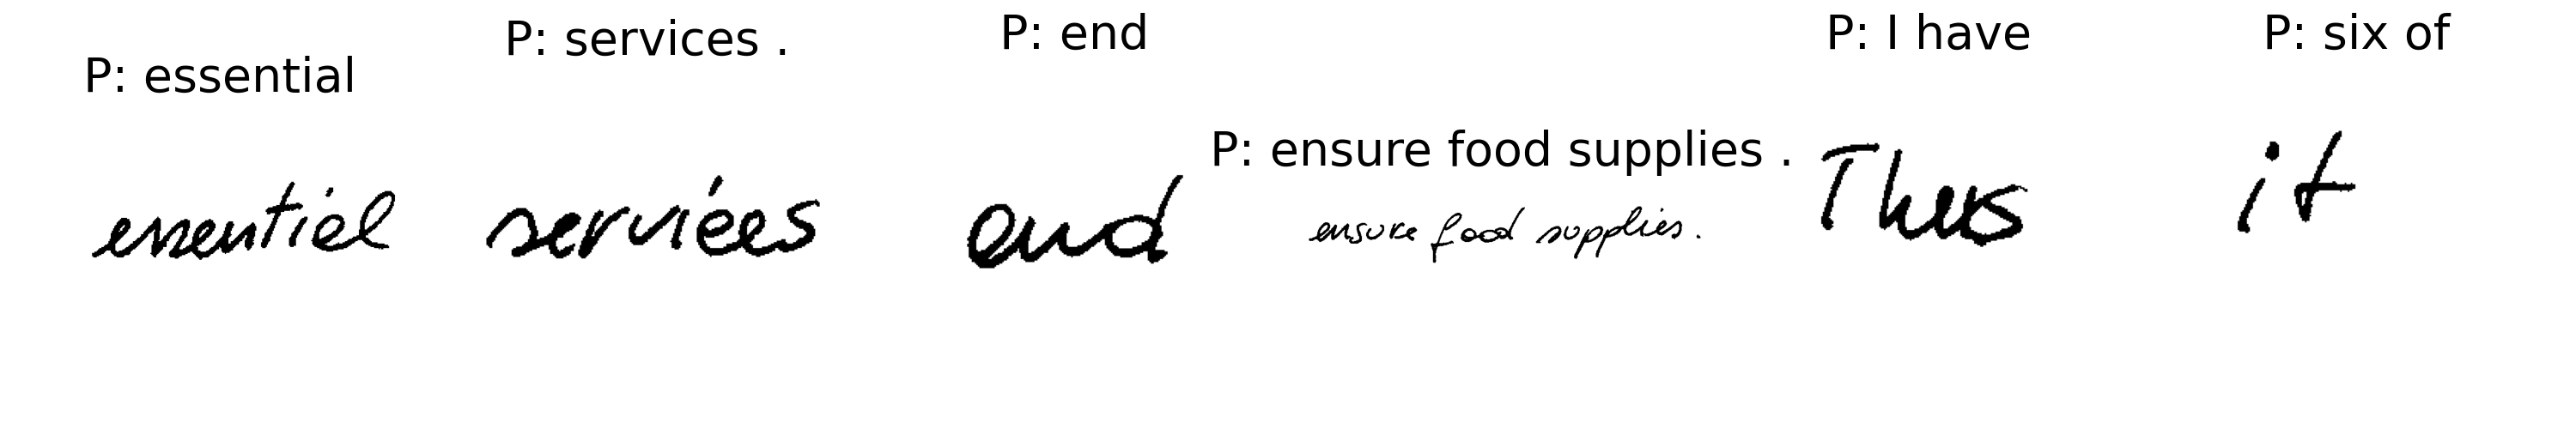 P: essential P: services . P: end P: ensure food supplies . P: I have P: six of
essential services and ensure food supplies. Thus it